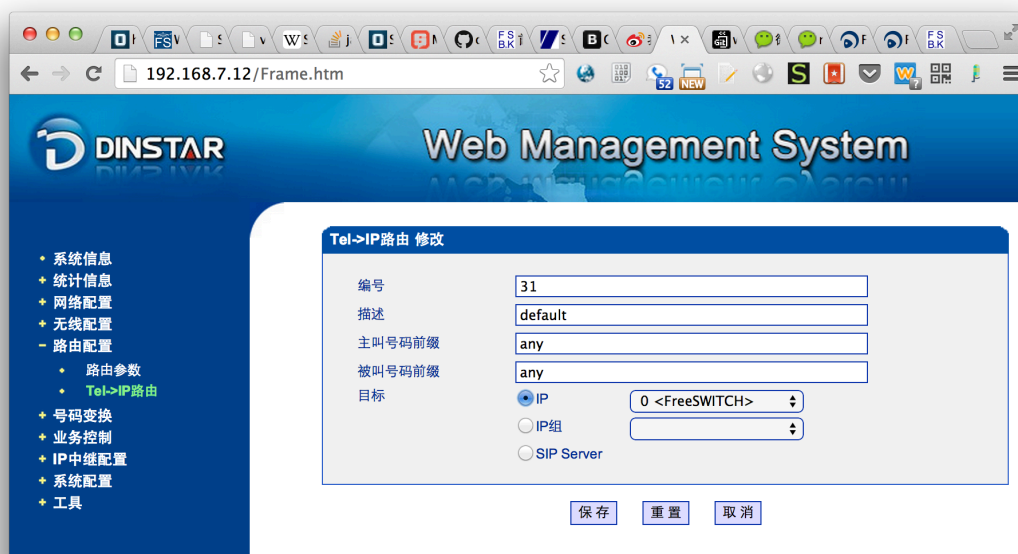 192.168.7.12/Frame.htm
52
NEW
DINSTAR
Web Management System
系统信息
统计信息
网络配置
无线配置
路由配置
路由参数
Tel->IP路由
号码变换
业务控制
IP中继配置
系统配置
工具
Tel->IP路由 修改
编号 31
描述 default
主叫号码前缀 any
被叫号码前缀 any
目标 IP 0 <FreeSWITCH>
IP组
SIP Server
保存 重置 取消